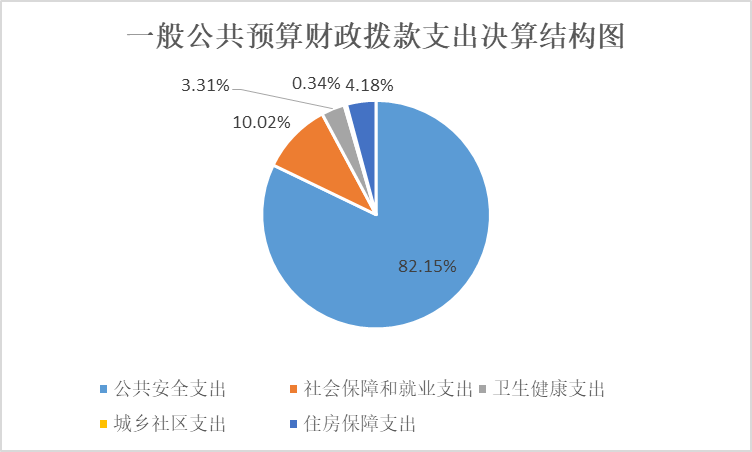 一般公共预算财政拨款支出决算结构图
3.31%
0.34%
4.18%
10.02%
82.15%
公共安全支出
社会保障和就业支出
卫生健康支出
城乡社区支出
住房保障支出